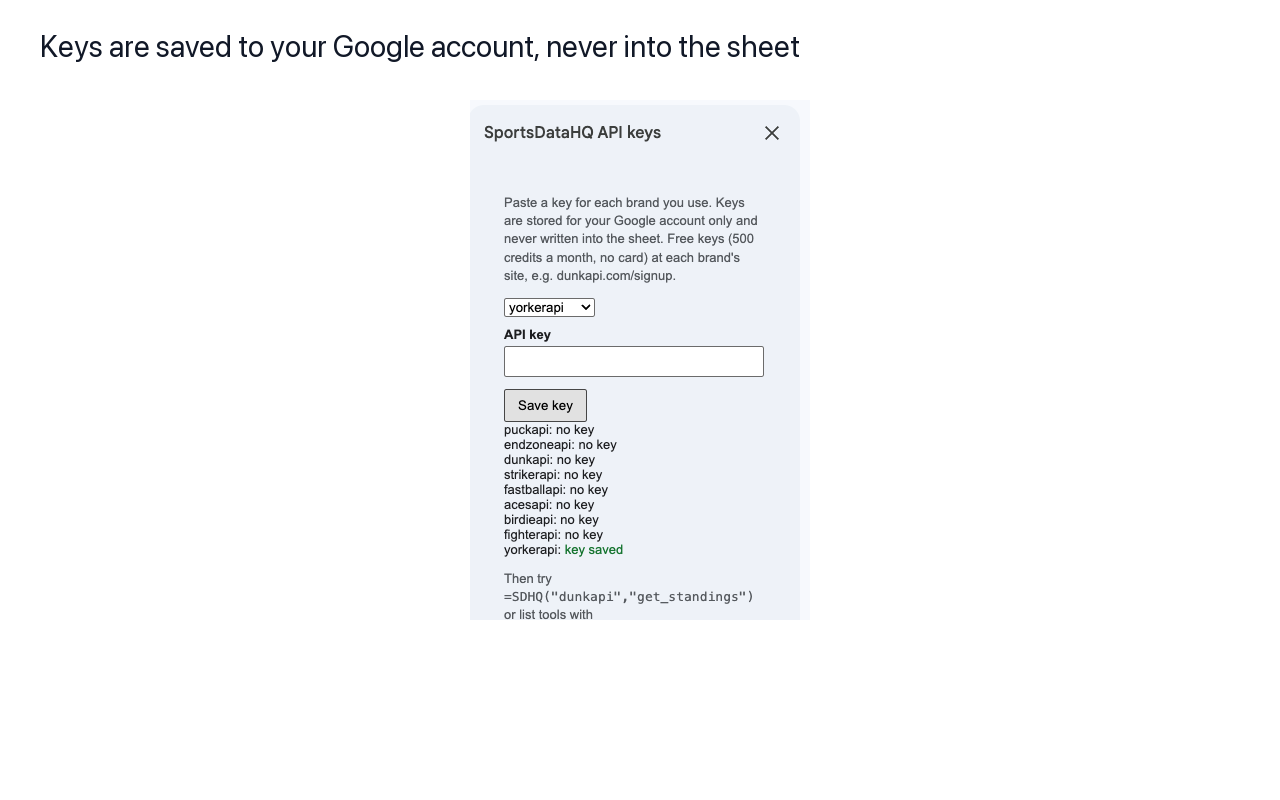 Keys are saved to your Google account, never into the sheet
SportsDataHQ API keys
Paste a key for each brand you use. Keys
are stored for your Google account only and
never written into the sheet. Free keys (500
credits a month, no card) at each brand's
site, e.g. dunkapi.com/signup.
yorkerapi
API key
Save key
puckapi: no key
endzoneapi: no key
dunkapi: no key
strikerapi: no key
fastballapi: no key
acesapi: no key
birdieapi: no key
fighterapi: no key
yorkerapi: key saved
Then try
=SDHQ("dunkapi","get_standings")
or list tools with